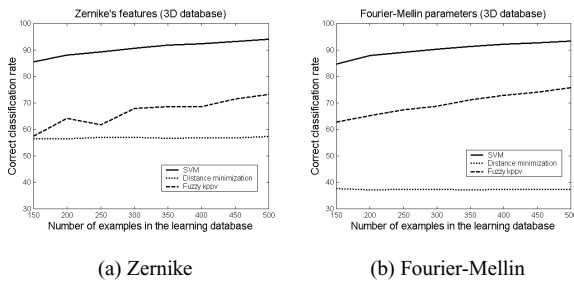 Zernike's features (3D database)
Correct classification rate
100
90
80
70
60
50
40
30
SVM
Distance minimization
Fuzzy kppv
150 200 250 300 350 400 450 500
Number of examples in the learning database
(a) Zernike
Fourier-Mellin parameters (3D database)
Correct classification rate
100
90
80
70
60
50
40
30
SVM
Distance minimization
Fuzzy kppv
150 200 250 300 350 400 450 500
Number of examples in the learning database
(b) Fourier-Mellin